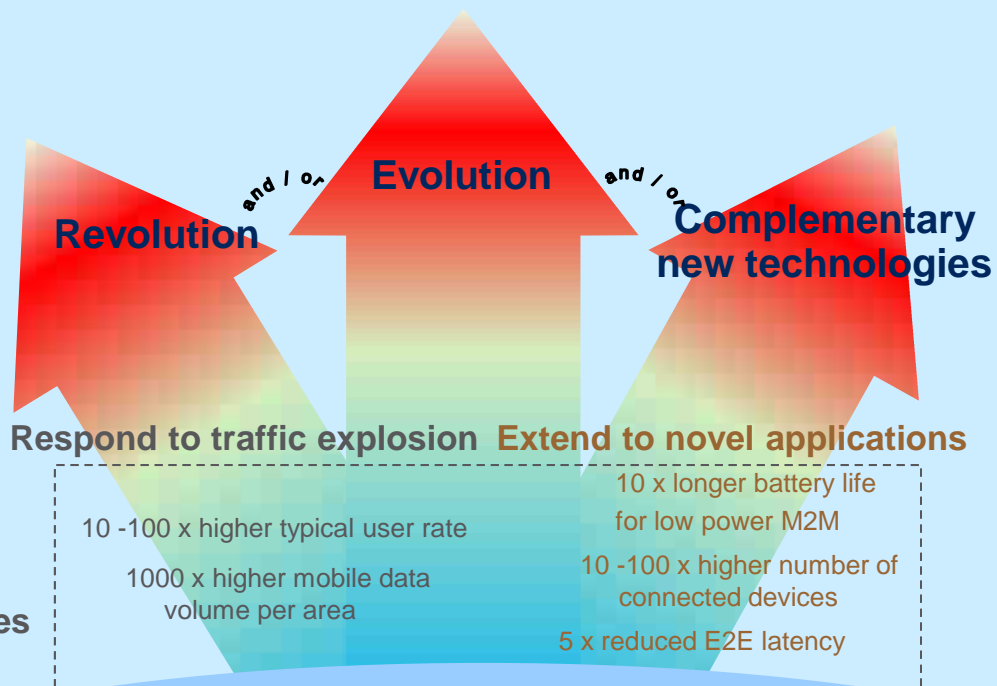 Evolution
and / or
and / or
Revolution
Complementary
new technologies
Respond to traffic explosion
Extend to novel applications
10 -100 x higher typical user rate
1000 x higher mobile data
volume per area
10 x longer battery life
for low power M2M
10 -100 x higher number of
connected devices
5 x reduced E2E latency
es